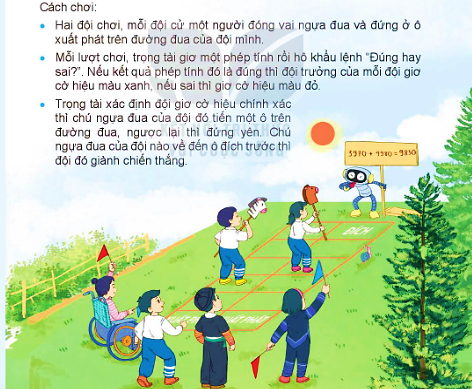 Cách chơi:
• Hai đội chơi, mỗi đội cử một người đóng vai ngựa đua và đứng ở ô
xuất phát trên đường đua của đội mình.
• Mỗi lượt chơi, trọng tài giơ một phép tính rồi hô khẩu lệnh "Đúng hay
sai?". Nếu kết quả phép tính đó là đúng thì đội trưởng của mỗi đội giơ
cờ hiệu màu xanh, nếu sai thì giơ cờ hiệu màu đỏ.
• Trọng tài xác định đội giơ cờ hiệu chính xác
thì chú ngựa đua của đội đó tiến một ô trên
đường đua, ngược lại thì đứng yên. Chú
ngựa đua của đội nào về đến ô đích trước thì
đội đó giành chiến thắng.
ĐÍCH